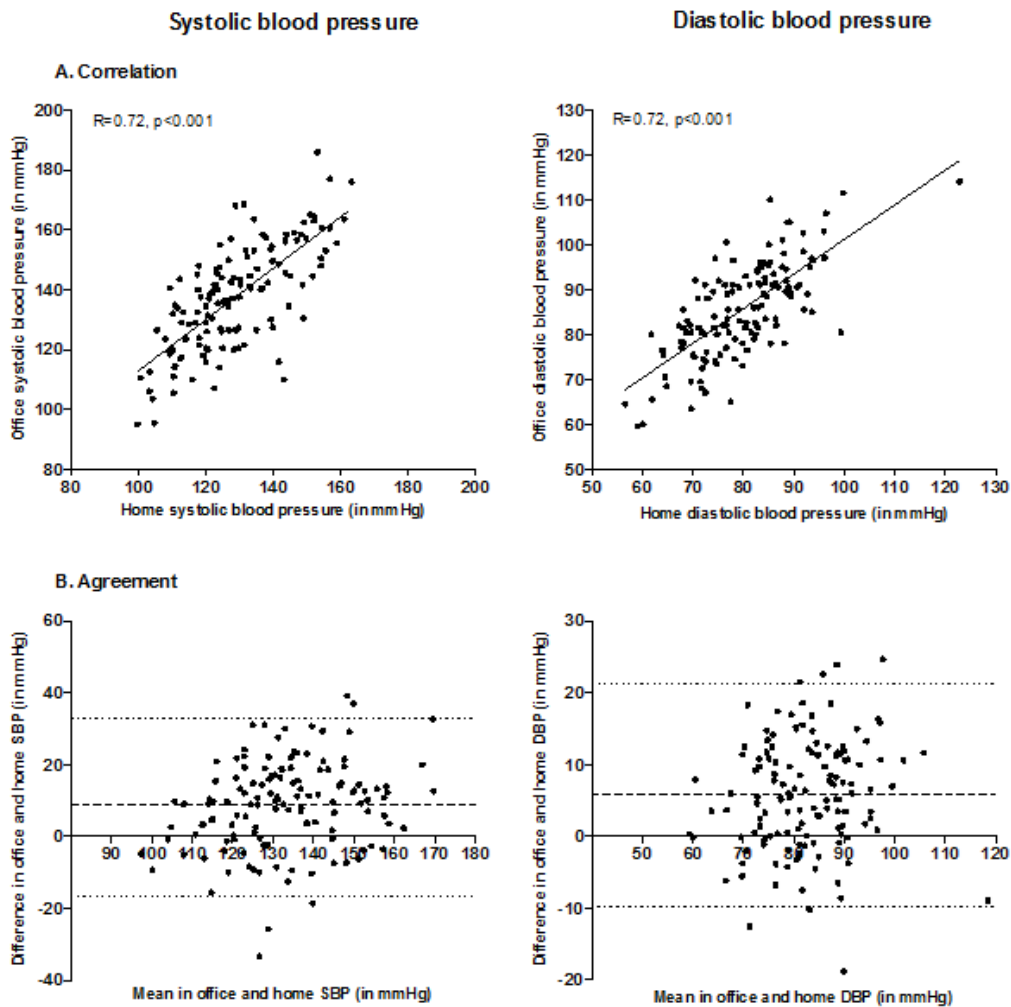 Systolic blood pressure
Diastolic blood pressure
A. Correlation
R=0.72, p<0.001
Office systolic blood pressure (in mmHg)
200
180
160
140
120
100
80
80 100 120 140 160 180 200
Home systolic blood pressure (in mmHg)
R=0.72, p<0.001
Office diastolic blood pressure (in mmHg)
130
120
110
100
90
80
70
60
50
50 60 70 80 90 100 110 120 130
Home diastolic blood pressure (in mmHg)
B. Agreement
Difference in office and home SBP (in mmHg)
60
40
20
0
-20
-40
90 100 110 120 130 140 150 160 170 180
Mean in office and home SBP (in mmHg)
Difference in office and home DBP (in mmHg)
30
20
10
0
-10
-20
50 60 70 80 90 100 110 120
Mean in office and home DBP (in mmHg)